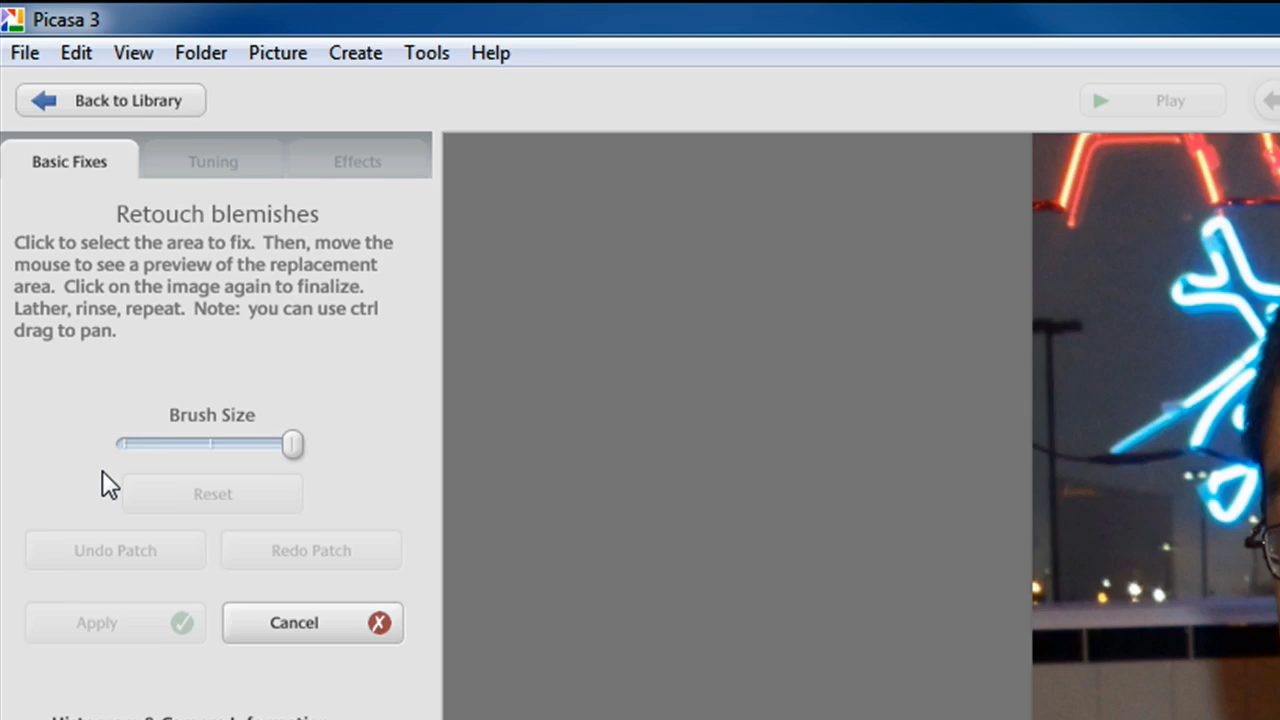 Picasa 3
File Edit View Folder Picture Create Tools Help
Back to Library
Play
Basic Fixes Tuning Effects
Retouch blemishes
Click to select the area to fix.  Then, move the
mouse to see a preview of the replacement
area.  Click on the image again to finalize.
Lather, rinse, repeat.  Note:  you can use ctrl
drag to pan.
Brush Size
Reset
Undo Patch Redo Patch
Apply Cancel